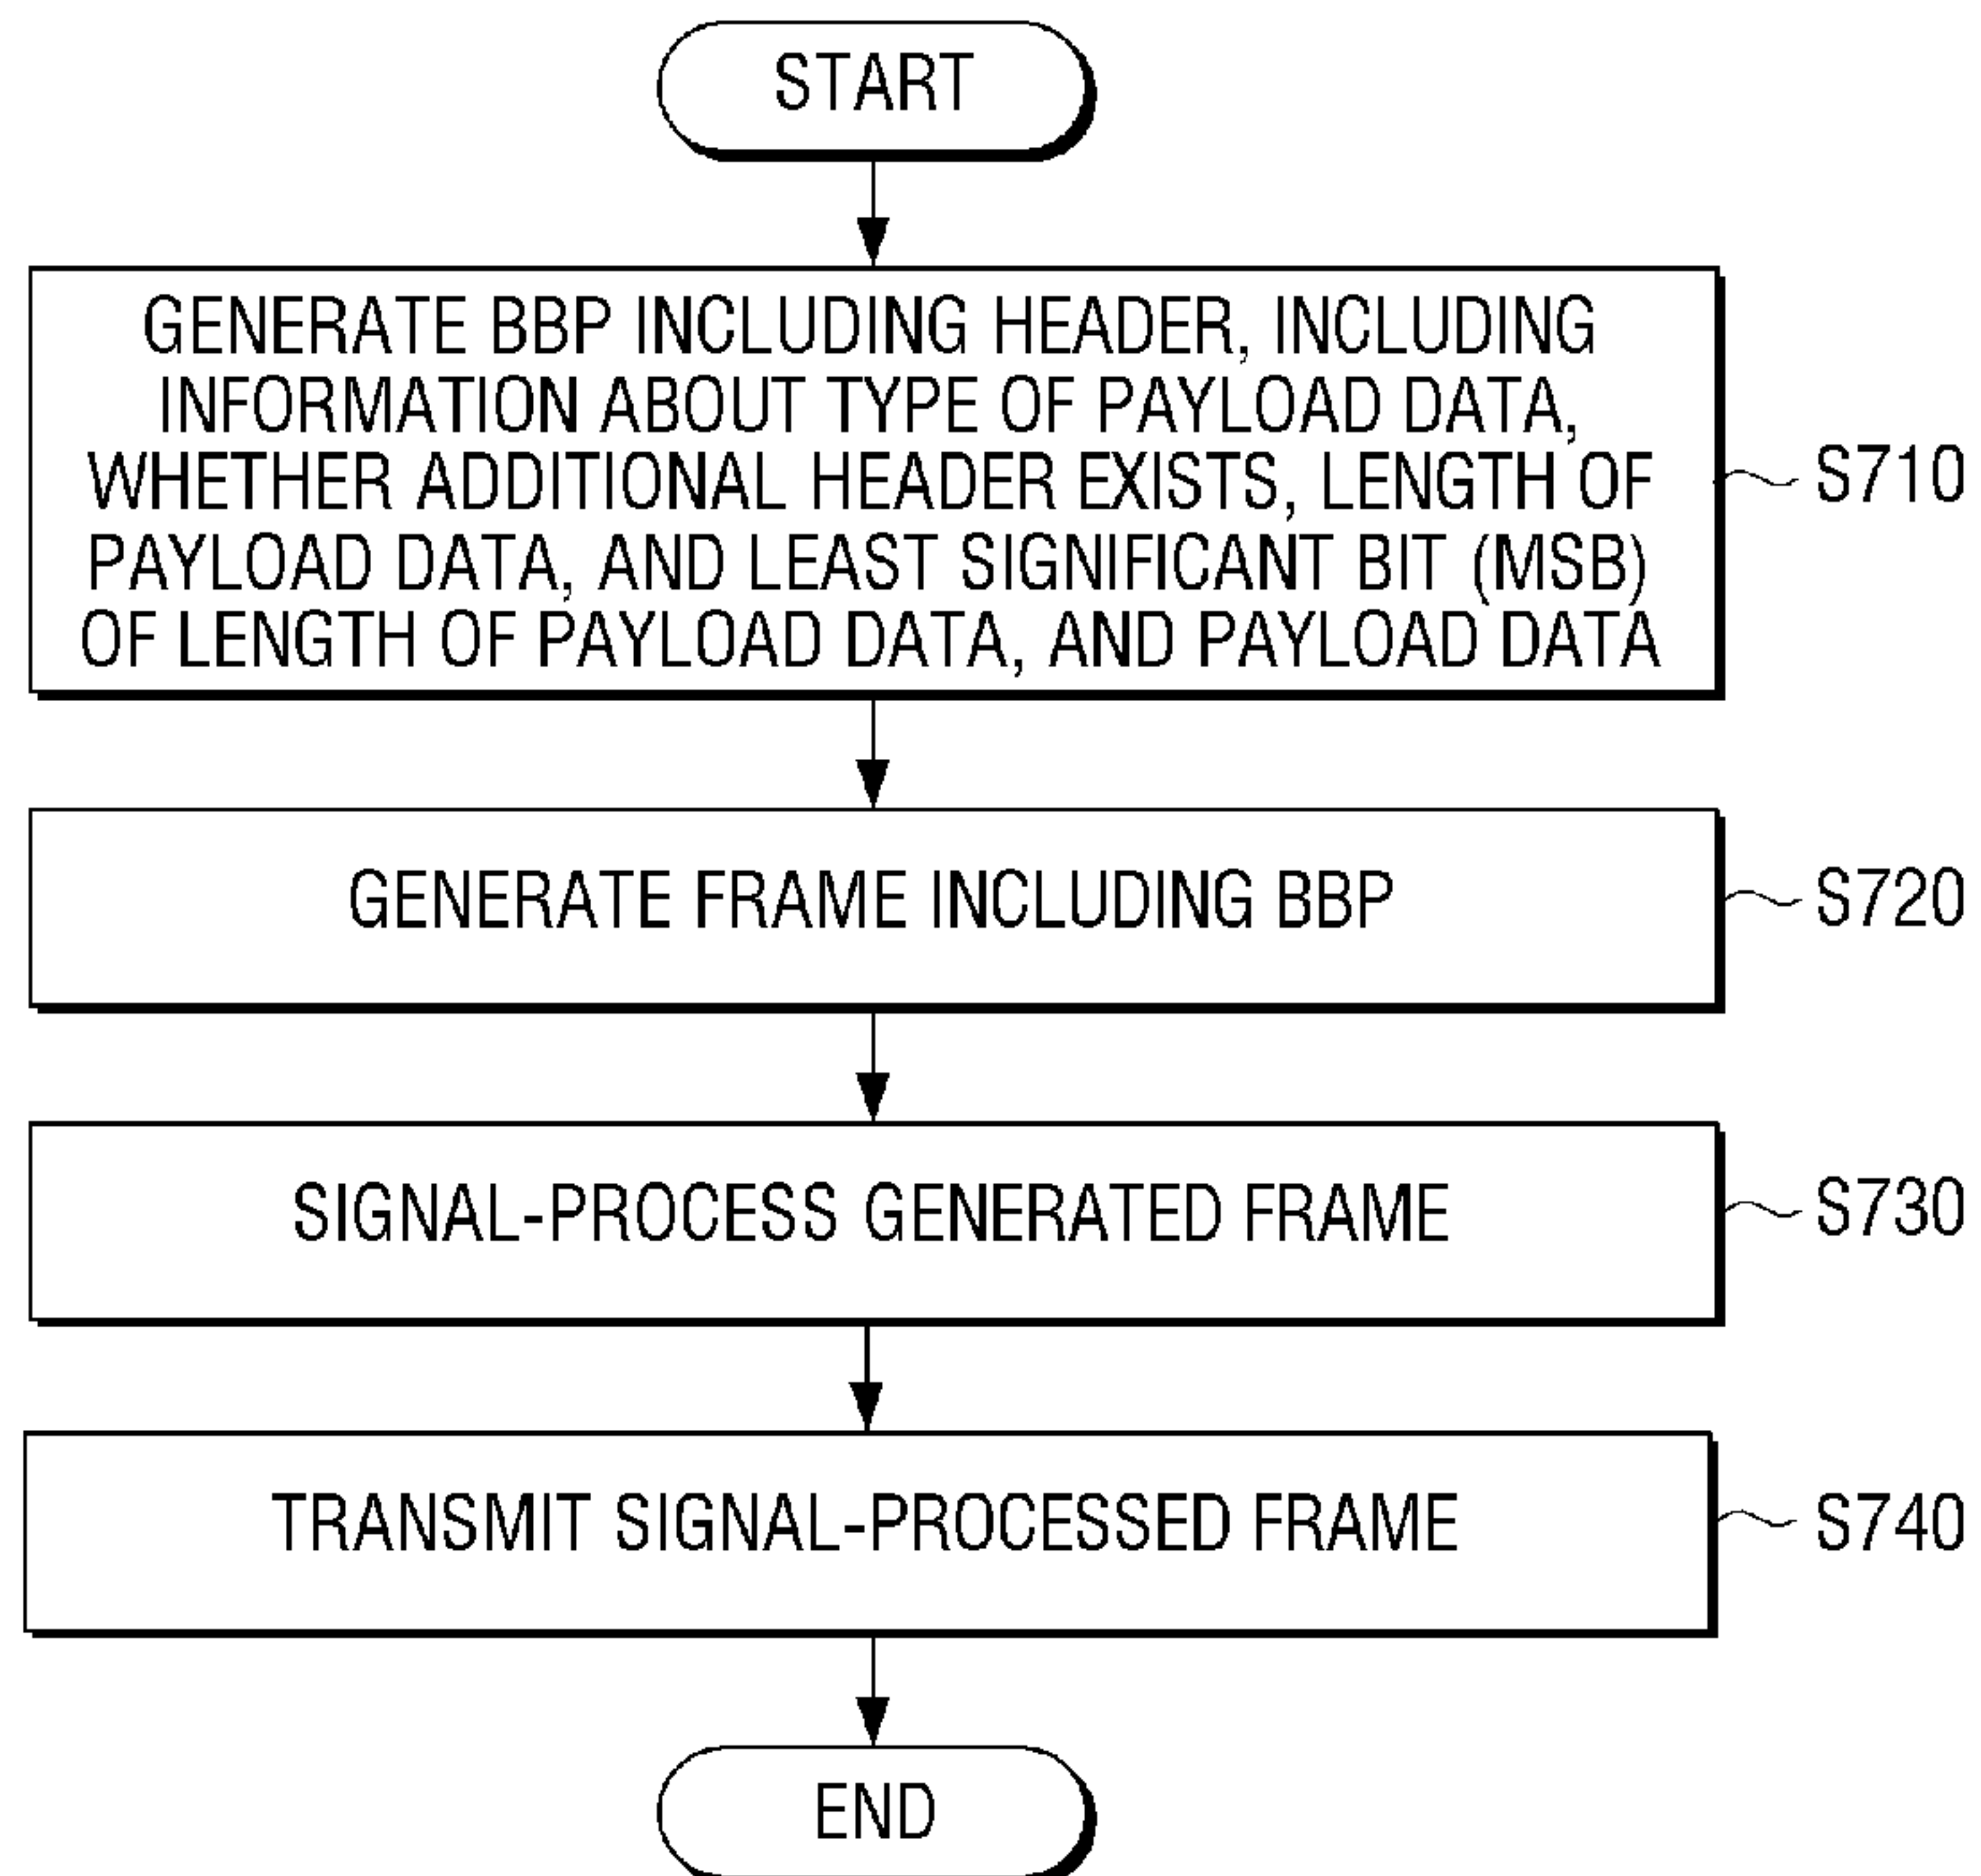 START
GENERATE BBP INCLUDING HEADER, INCLUDING
INFORMATION ABOUT TYPE OF PAYLOAD DATA,
WHETHER ADDITIONAL HEADER EXISTS, LENGTH OF
PAYLOAD DATA, AND LEAST SIGNIFICANT BIT (MSB)
OF LENGTH OF PAYLOAD DATA, AND PAYLOAD DATA
S710
GENERATE FRAME INCLUDING BBP
S720
SIGNAL-PROCESS GENERATED FRAME
S730
TRANSMIT SIGNAL-PROCESSED FRAME
S740
END